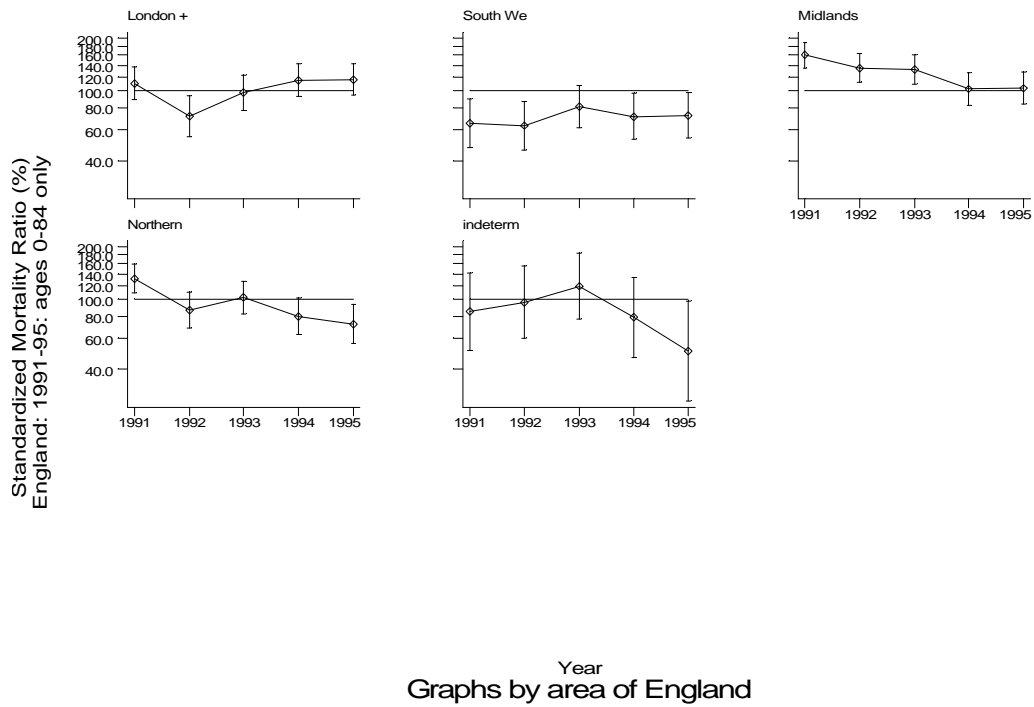 Standardized Mortality Ratio (%)
England: 1991-95: ages 0-84 only
London +
200.0
180.0
160.0
140.0
120.0
100.0
80.0
60.0
40.0
South We
Midlands
1991 1992 1993 1994 1995
Northern
200.0
180.0
160.0
140.0
120.0
100.0
80.0
60.0
40.0
1991 1992 1993 1994 1995
indeterm
1991 1992 1993 1994 1995
Year
Graphs by area of England